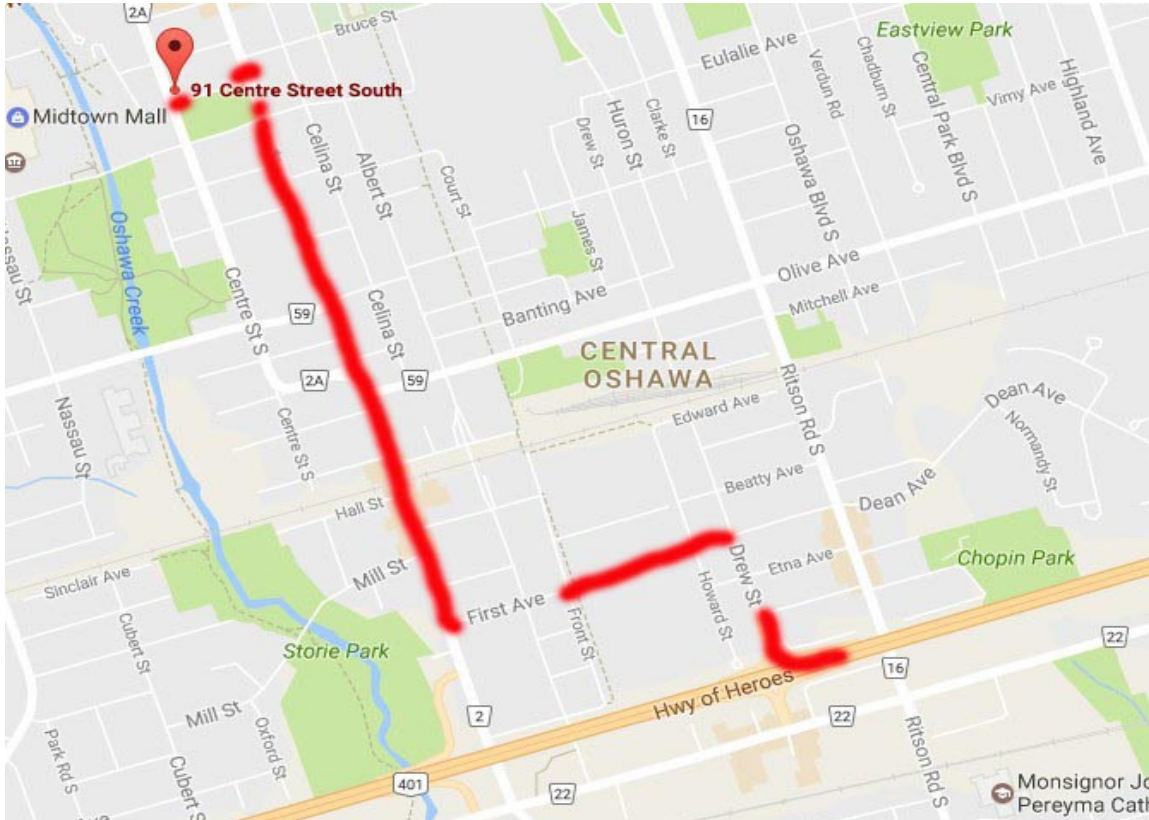 2A
Bruce St
Eastview Park
Eulalie Ave
Verdun Rd
Chadburn St
Central Park Blvd S
Highland Ave
91 Centre Street South
Midtown Mall
Vimy Ave
16
Huron St
Clarke St
Drew St
Oshawa Blvd S
Celina St
Albert St
Court St
Oshawa Creek
James St
Olive Ave
Mitchell Ave
Centre St S
59
Banting Ave
Celina St
CENTRAL
OSHAWA
2A
59
Ritson Rd S
Dean Ave
Nassau St
Centre St S
Edward Ave
Normandy St
Beatty Ave
Dean Ave
Hall St
Sinclair Ave
Mill St
Etna Ave
Chopin Park
Drew St
First Ave
Howard St
Front St
Cubert St
Storie Park
22
16
Hwy of Heroes
Mill St
2
22
Oxford St
Park Rd S
Cubert St
Ritson Rd S
401
22
Monsignor Jo
Pereyma Cath